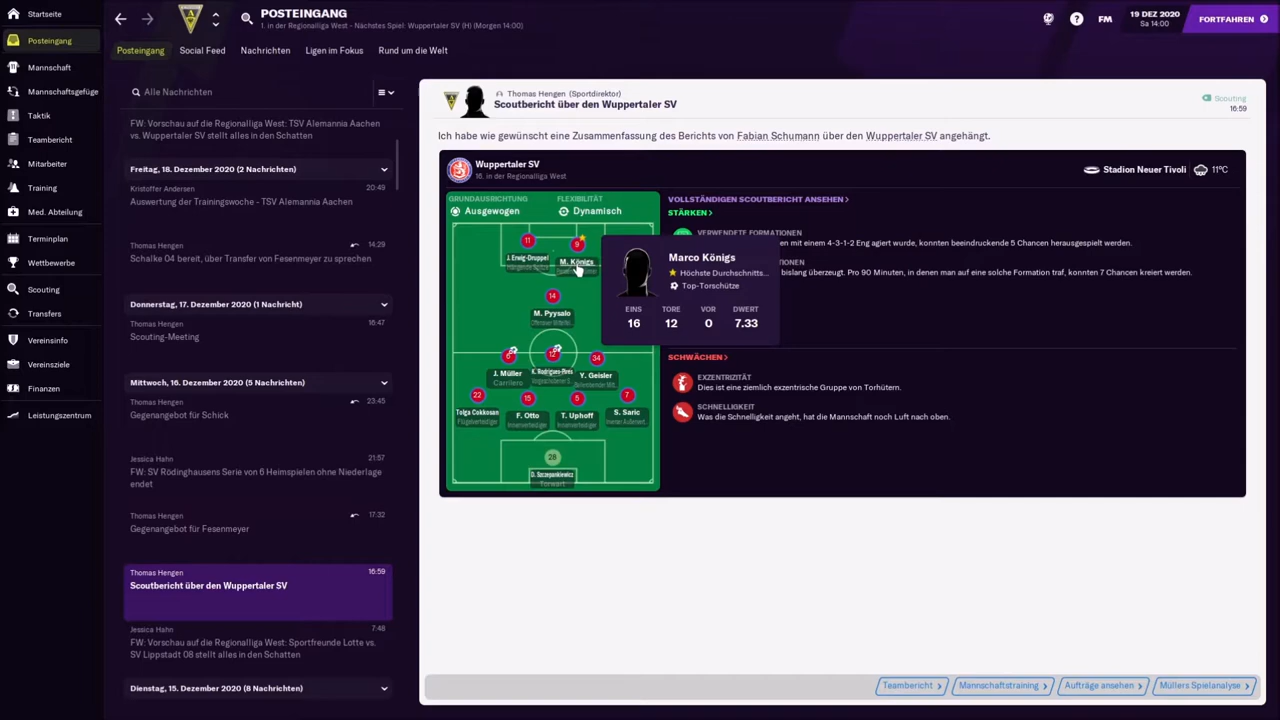 Startseite
Posteingang
Mannschaft
Mannschaftsgefüge
Taktik
Teambericht
Mitarbeiter
Training
Med. Abteilung
Terminplan
Wettbewerbe
Scouting
Transfers
Vereinsinfo
Vereinsziele
Finanzen
Leistungszentrum
POSTEINGANG
1. in der Regionalliga West - Nächstes Spiel: Wuppertaler SV (H) (Morgen 14:00)
?
FM
19 DEZ 2020
Sa 14:00
FORTFAHREN
Posteingang
Social Feed
Nachrichten
Ligen im Fokus
Rund um die Welt
Alle Nachrichten
FW: Vorschau auf die Regionalliga West: TSV Alemannia Aachen
vs. Wuppertaler SV stellt alles in den Schatten
Freitag, 18. Dezember 2020 (2 Nachrichten)
Kristoffer Andersen 20:49
Auswertung der Trainingswoche - TSV Alemannia Aachen
Thomas Hengen 14:29
Schalke 04 bereit, über Transfer von Fesenmeyer zu sprechen
Donnerstag, 17. Dezember 2020 (1 Nachricht)
Thomas Hengen 16:47
Scouting-Meeting
Mittwoch, 16. Dezember 2020 (5 Nachrichten)
Thomas Hengen 23:45
Gegenangebot für Schick
Jessica Hahn 21:57
FW: SV Rödinghausens Serie von 6 Heimspielen ohne Niederlage
endet
Thomas Hengen 17:32
Gegenangebot für Fesenmeyer
Thomas Hengen 16:59
Scoutbericht über den Wuppertaler SV
Jessica Hahn 7:48
FW: Vorschau auf die Regionalliga West: Sportfreunde Lotte vs.
SV Lippstadt 08 stellt alles in den Schatten
Dienstag, 15. Dezember 2020 (8 Nachrichten)
Thomas Hengen (Sportdirektor)
Scoutbericht über den Wuppertaler SV
Scouting
16:59
Ich habe wie gewünscht eine Zusammenfassung des Berichts von Fabian Schumann über den Wuppertaler SV angehängt.
Wuppertaler SV
16. in der Regionalliga West
Stadion Neuer Tivoli
11°C
GRUNDAUSRICHTUNG
Ausgewogen
FLEXIBILITÄT
Dynamisch
11
J. Erwig-Drüppel
9
M. Königs
14
M. Pyysalo
6
J. Müller
Carrilero
12
K. Rodrigues-Pires
34
Y. Geisler
22
Tolga Cokkosan
Flügelverteidiger
15
F. Otto
Innenverteidiger
5
T. Uphoff
Innenverteidiger
7
S. Saric
28
D. Szczepankiewicz
Torwart
VOLLSTÄNDIGEN SCOUTBERICHT ANSEHEN
STÄRKEN
VERWENDETE FORMATIONEN
en mit einem 4-3-1-2 Eng agiert wurde, konnten beeindruckende 5 Chancen herausgespielt werden.
IONEN
bislang überzeugt. Pro 90 Minuten, in denen man auf eine solche Formation traf, konnten 7 Chancen kreiert werden.
Marco Königs
Höchste Durchschnitts...
Top-Torschütze
EINS TORE VOR DWERT
16 12 0 7.33
SCHWÄCHEN
EXZENTRIZITÄT
Dies ist eine ziemlich exzentrische Gruppe von Torhütern.
SCHNELLIGKEIT
Was die Schnelligkeit angeht, hat die Mannschaft noch Luft nach oben.
Teambericht
Mannschaftstraining
Aufträge ansehen
Müllers Spielanalyse